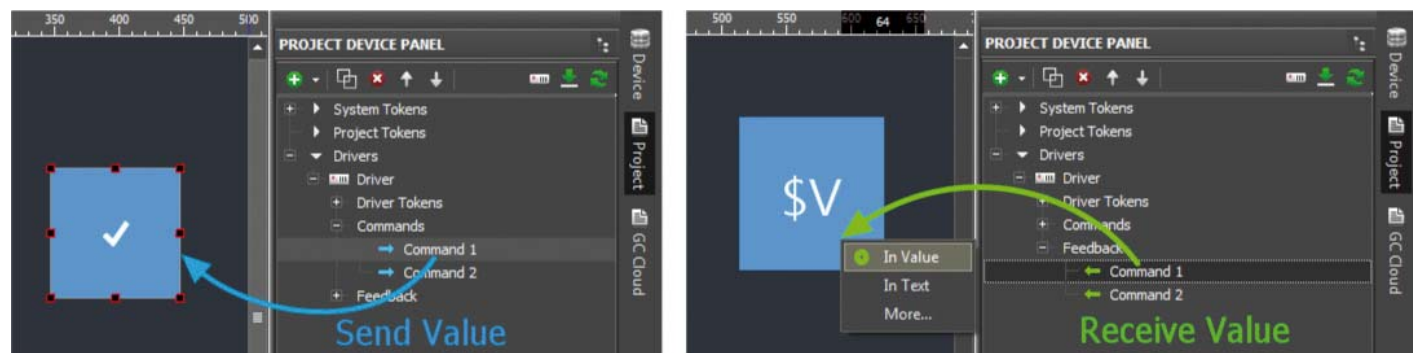 350 400 450 500
PROJECT DEVICE PANEL
System Tokens
Project Tokens
Drivers
Driver
Driver Tokens
Commands
Command 1
Command 2
Feedback
Send Value
Device
Project
GC Cloud
500 550 600 64 650
$V
In Value
In Text
More...
PROJECT DEVICE PANEL
System Tokens
Project Tokens
Drivers
Driver
Driver Tokens
Commands
Feedback
Command 1
Command 2
Receive Value
Device
Project
GC Cloud